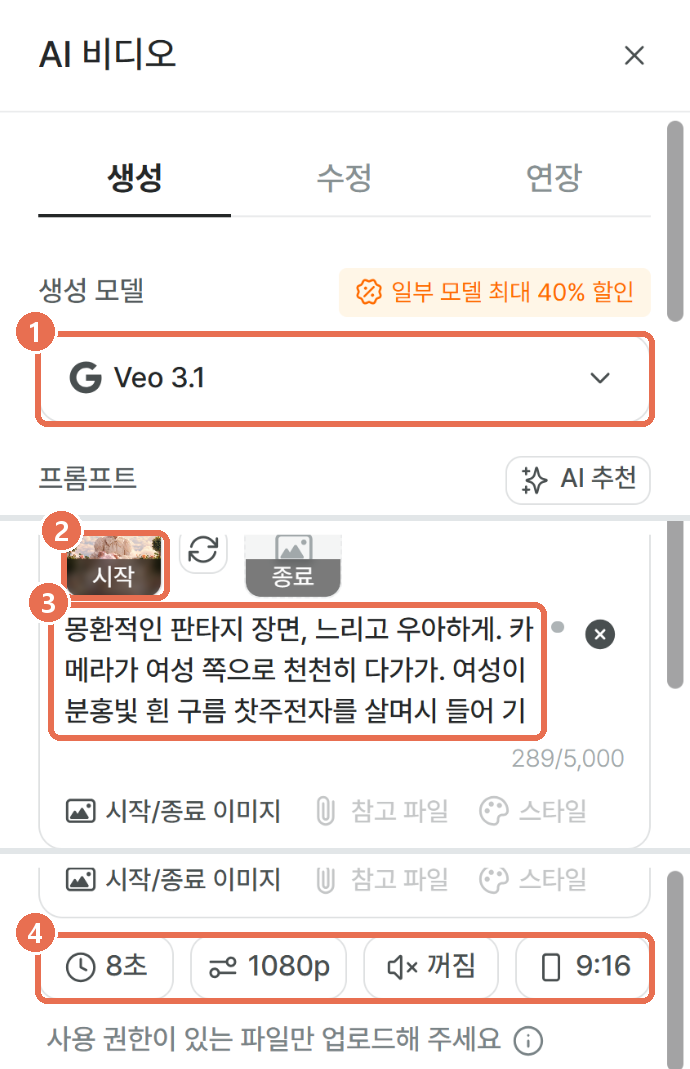 AI 비디오
생성 수정 연장
생성 모델 일부 모델 최대 40% 할인
1
G Veo 3.1
프롬프트 AI 추천
2
시작 종료
3
몽환적인 판타지 장면, 느리고 우아하게. 카
메라가 여성 쪽으로 천천히 다가가. 여성이
분홍빛 흰 구름 찻주전자를 살며시 들어 기
289/5,000
시작/종료 이미지 참고 파일 스타일
시작/종료 이미지 참고 파일 스타일
4
8초 1080p 꺼짐 9:16
사용 권한이 있는 파일만 업로드해 주세요